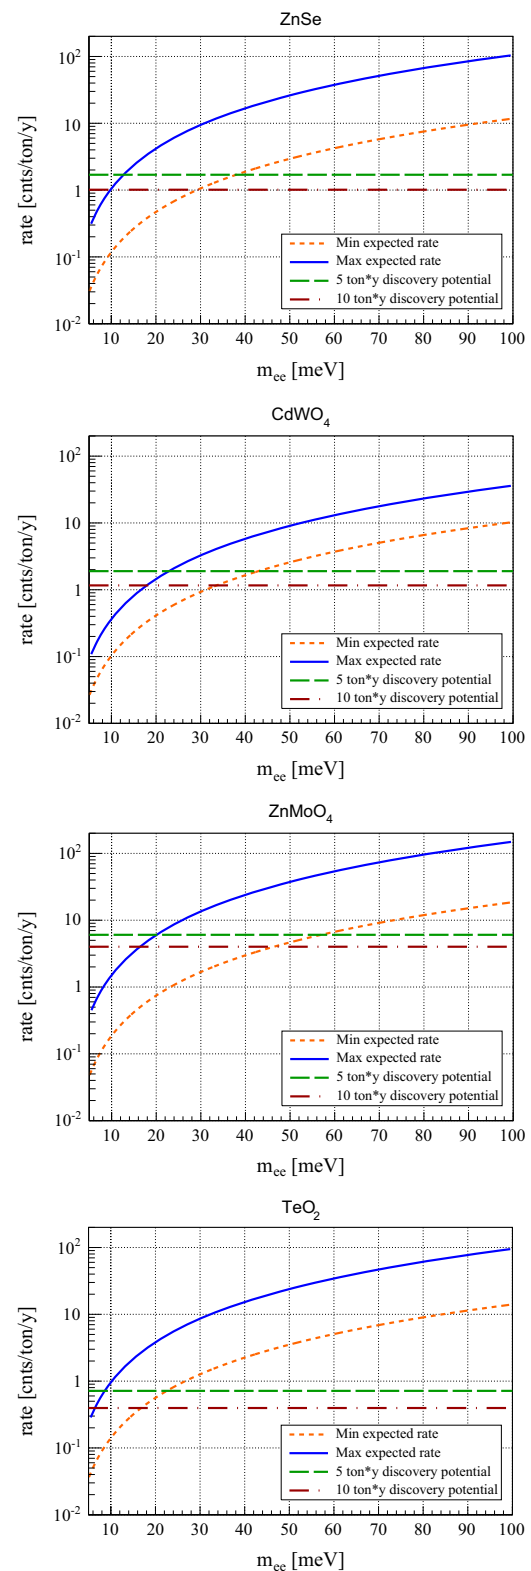 ZnSe
rate [cnts/ton/y]
10²
10
1
10⁻¹
10⁻²
Min expected rate
Max expected rate
5 ton*y discovery potential
10 ton*y discovery potential
10 20 30 40 50 60 70 80 90 100
m_ee [meV]
CdWO₄
rate [cnts/ton/y]
10²
10
1
10⁻¹
10⁻²
Min expected rate
Max expected rate
5 ton*y discovery potential
10 ton*y discovery potential
10 20 30 40 50 60 70 80 90 100
m_ee [meV]
ZnMoO₄
rate [cnts/ton/y]
10²
10
1
10⁻¹
10⁻²
Min expected rate
Max expected rate
5 ton*y discovery potential
10 ton*y discovery potential
10 20 30 40 50 60 70 80 90 100
m_ee [meV]
TeO₂
rate [cnts/ton/y]
10²
10
1
10⁻¹
10⁻²
Min expected rate
Max expected rate
5 ton*y discovery potential
10 ton*y discovery potential
10 20 30 40 50 60 70 80 90 100
m_ee [meV]